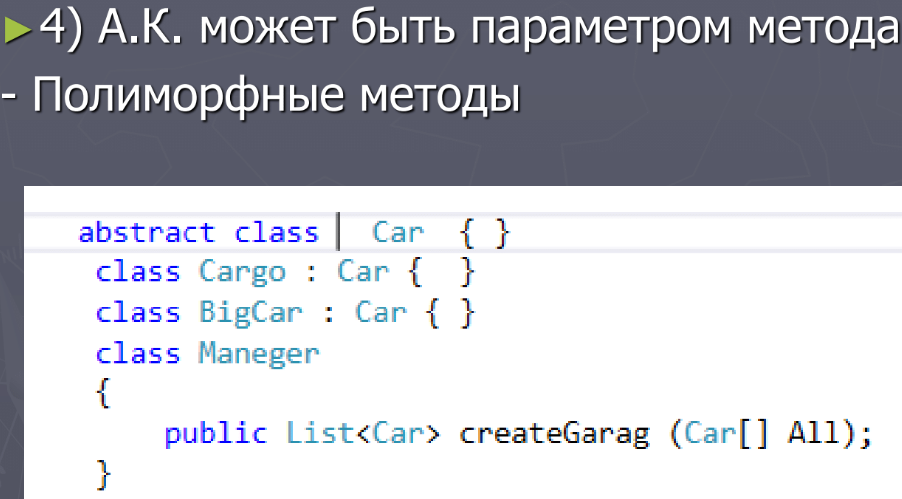 ►4) А.К. может быть параметром метода
- Полиморфные методы
abstract class Car { }
class Cargo : Car { }
class BigCar : Car { }
class Maneger
{
public List<Car> createGarag (Car[] All);
}